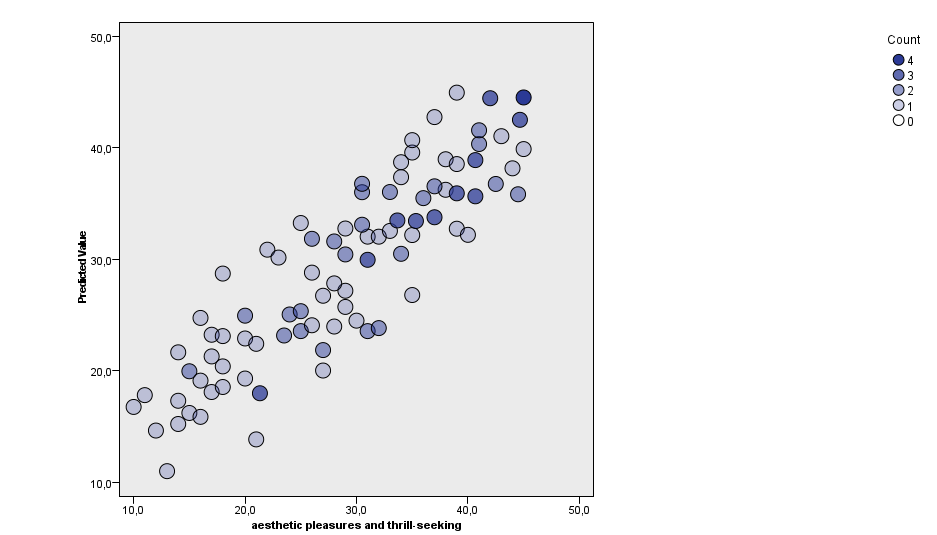 Count
4
3
2
1
0
50,0
40,0
30,0
20,0
10,0
Predicted Value
10,0 20,0 30,0 40,0 50,0
aesthetic pleasures and thrill-seeking